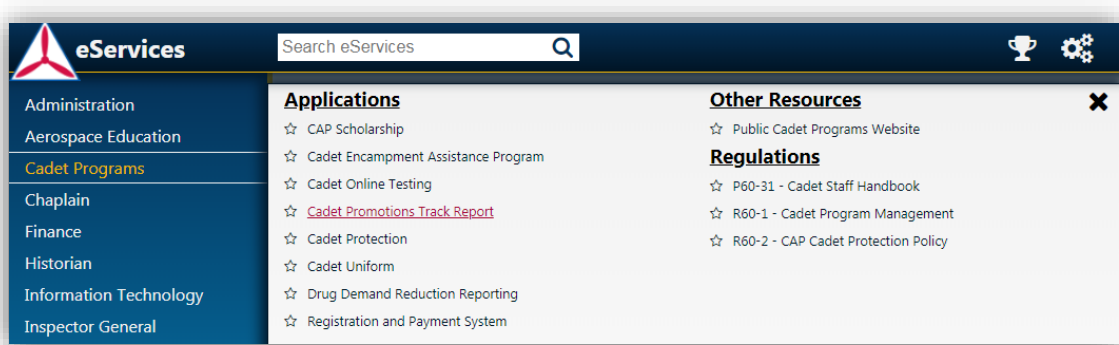 eServices
Search eServices
Administration
Aerospace Education
Cadet Programs
Chaplain
Finance
Historian
Information Technology
Inspector General
Applications
CAP Scholarship
Cadet Encampment Assistance Program
Cadet Online Testing
Cadet Promotions Track Report
Cadet Protection
Cadet Uniform
Drug Demand Reduction Reporting
Registration and Payment System
Other Resources
Public Cadet Programs Website
Regulations
P60-31 - Cadet Staff Handbook
R60-1 - Cadet Program Management
R60-2 - CAP Cadet Protection Policy